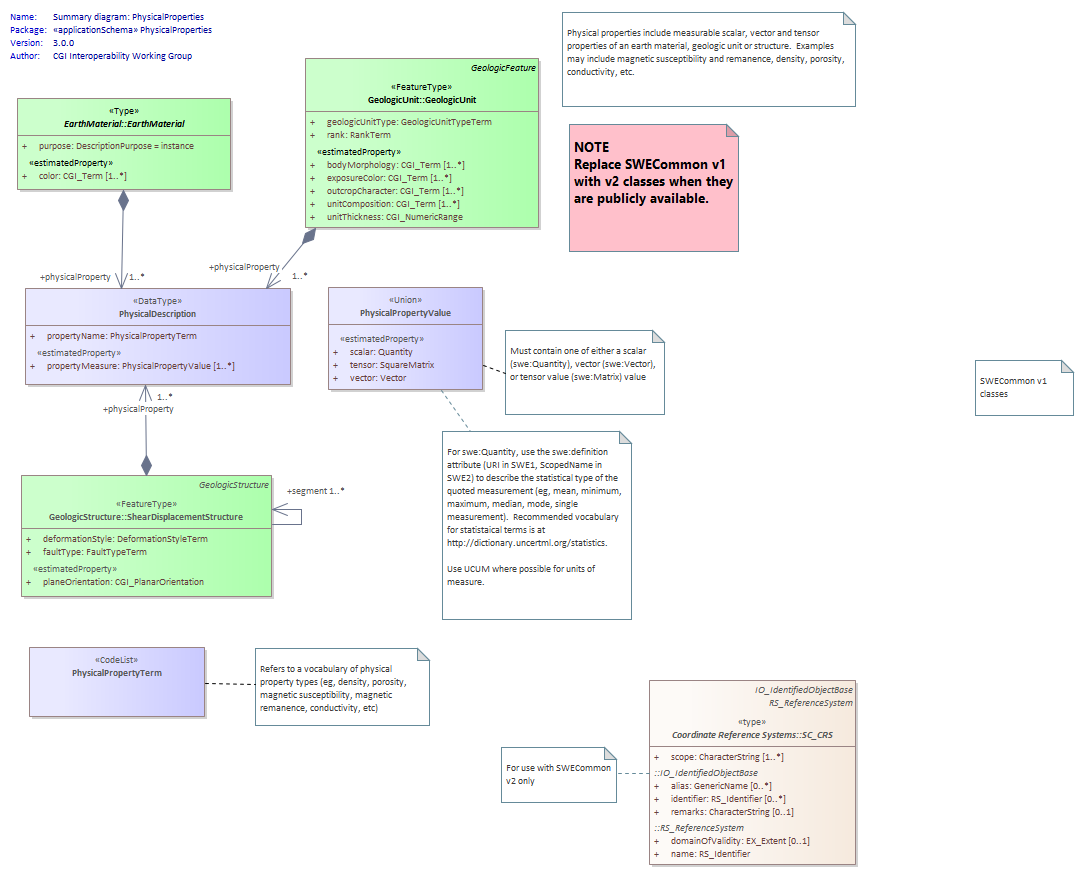 Name: Summary diagram: PhysicalProperties
Package: «applicationSchema» PhysicalProperties
Version: 3.0.0
Author: CGI Interoperability Working Group
Physical properties include measurable scalar, vector and tensor
properties of an earth material, geologic unit or structure. Examples
may include magnetic susceptibility and remanence, density, porosity,
conductivity, etc.
GeologicFeature
«FeatureType»
GeologicUnit::GeologicUnit
+ geologicUnitType: GeologicUnitTypeTerm
+ rank: RankTerm
«estimatedProperty»
+ bodyMorphology: CGI_Term [1..*]
+ exposureColor: CGI_Term [1..*]
+ outcropCharacter: CGI_Term [1..*]
+ unitComposition: CGI_Term [1..*]
+ unitThickness: CGI_NumericRange
«Type»
EarthMaterial::EarthMaterial
+ purpose: DescriptionPurpose = instance
«estimatedProperty»
+ color: CGI_Term [1..*]
NOTE
Replace SWECommon v1
with v2 classes when they
are publicly available.
+physicalProperty 1..*
+physicalProperty
1..*
«DataType»
PhysicalDescription
+ propertyName: PhysicalPropertyTerm
«estimatedProperty»
+ propertyMeasure: PhysicalPropertyValue [1..*]
«Union»
PhysicalPropertyValue
«estimatedProperty»
+ scalar: Quantity
+ tensor: SquareMatrix
+ vector: Vector
Must contain one of either a scalar
(swe:Quantity), vector (swe:Vector),
or tensor value (swe:Matrix) value
SWECommon v1
classes
1..*
+physicalProperty
For swe:Quantity, use the swe:definition
attribute (URI in SWE1, ScopedName in
SWE2) to describe the statistical type of the
quoted measurement (eg, mean, minimum,
maximum, median, mode, single
measurement). Recommended vocabulary
for statistaical terms is at
http://dictionary.uncertml.org/statistics.
Use UCUM where possible for units of
measure.
GeologicStructure
«FeatureType»
GeologicStructure::ShearDisplacementStructure
+ deformationStyle: DeformationStyleTerm
+ faultType: FaultTypeTerm
«estimatedProperty»
+ planeOrientation: CGI_PlanarOrientation
+segment 1..*
«CodeList»
PhysicalPropertyTerm
Refers to a vocabulary of physical
property types (eg, density, porosity,
magnetic susceptibility, magnetic
remanence, conductivity, etc)
IO_IdentifiedObjectBase
RS_ReferenceSystem
«type»
Coordinate Reference Systems::SC_CRS
+ scope: CharacterString [1..*]
::IO_IdentifiedObjectBase
+ alias: GenericName [0..*]
+ identifier: RS_Identifier [0..*]
+ remarks: CharacterString [0..1]
::RS_ReferenceSystem
+ domainOfValidity: EX_Extent [0..1]
+ name: RS_Identifier
For use with SWECommon
v2 only